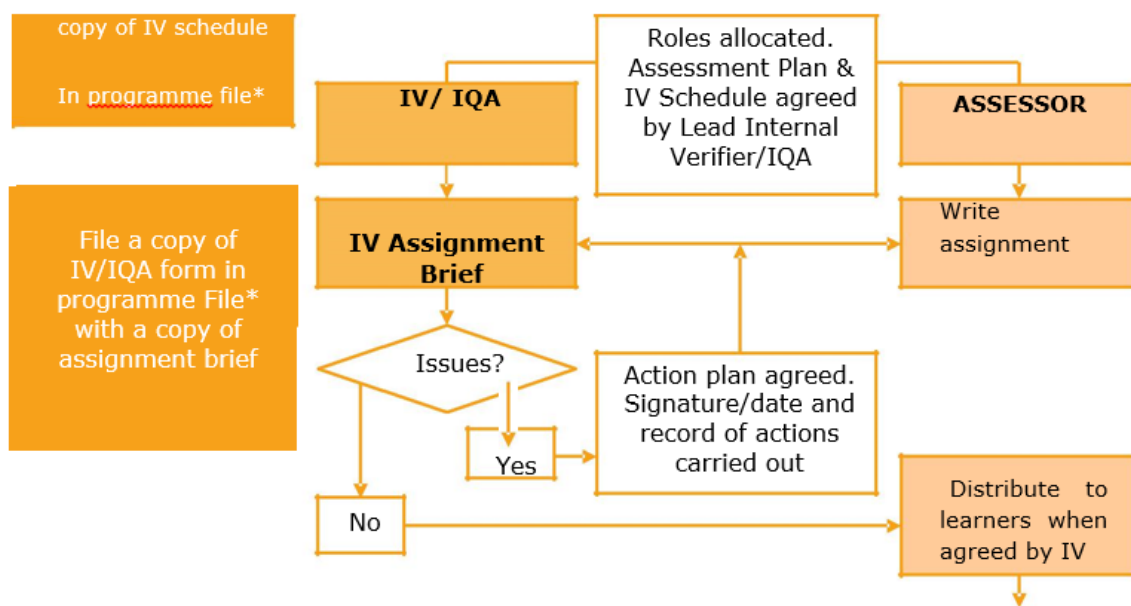 copy of IV schedule
In programme file*
Roles allocated.
Assessment Plan &
IV Schedule agreed
by Lead Internal
Verifier/IQA
IV/ IQA
ASSESSOR
File a copy of
IV/IQA form in
programme File*
with a copy of
assignment brief
IV Assignment
Brief
Write
assignment
Issues?
Action plan agreed.
Signature/date and
record of actions
carried out
Yes
No
Distribute to
learners when
agreed by IV